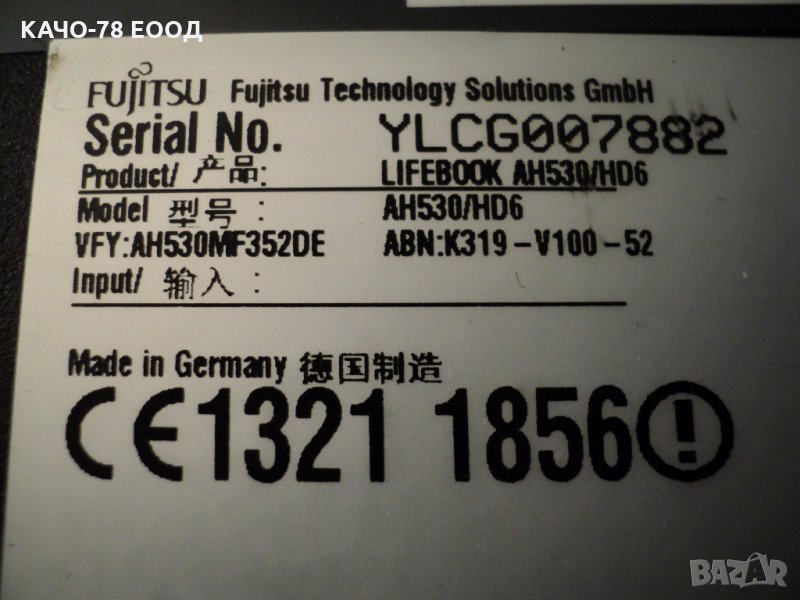 КАЧО-78 ЕООД
FUJITSU Fujitsu Technology Solutions GmbH
Serial No. YLCG007882
Product/ 产品: LIFEBOOK AH530/HD6
Model 型号 : AH530/HD6
VFY:AH530MF352DE ABN:K319-V100-52
Input/ 输入 :
Made in Germany 德国制造
CE1321 1856!
BAZAR